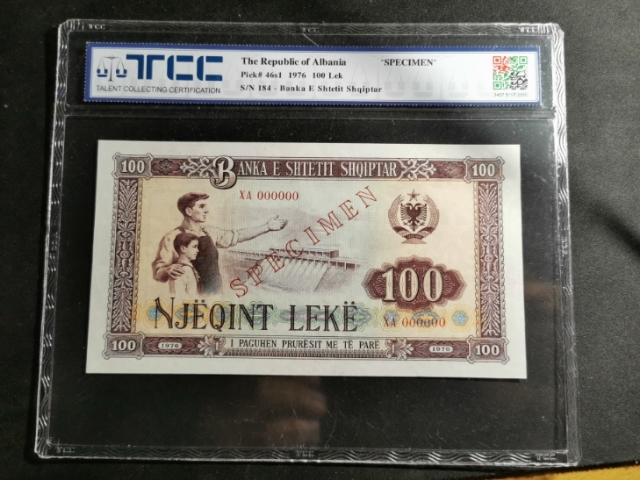 TCC
TALENT COLLECTING CERTIFICATION
The Republic of Albania "SPECIMEN"
Pick# 46s1 1976 100 Lek
S/N 184 - Banka E Shtetit Shqiptar
100 BANKA E SHTETIT SHQIPTAR 100
XA 000000
SPECIMEN
100
NJËQINT LEKË
XA 000000
1976 1976
100 I PAGUHEN PRURËSIT ME TË PARË 100